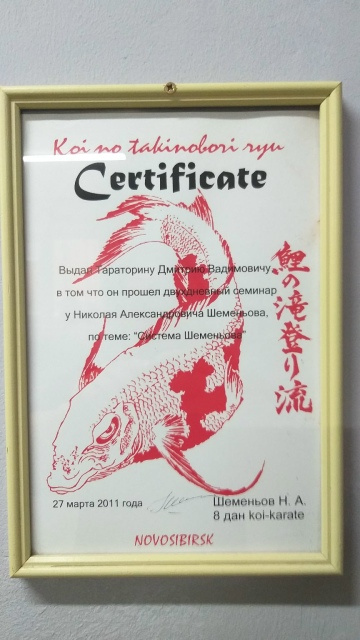 Koi no takinobori ryu
Certificate
Выдал Тараторину Дмитрию Вадимовичу,
в том что он прошел двухдневный семинар
у Николая Александровича Шеменьова,
по теме: "Система Шеменьова"
鯉の滝登り流
27 марта 2011 года
Шеменьов Н. А.
8 дан koi-karate
NOVOSIBIRSK